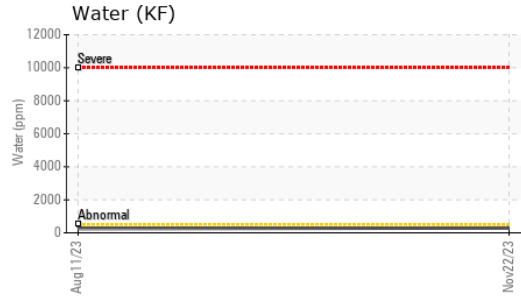 Water (KF)
12000
Severe
10000
8000
Water (ppm)
6000
4000
2000
Abnormal
0
Aug11/23
Nov22/23